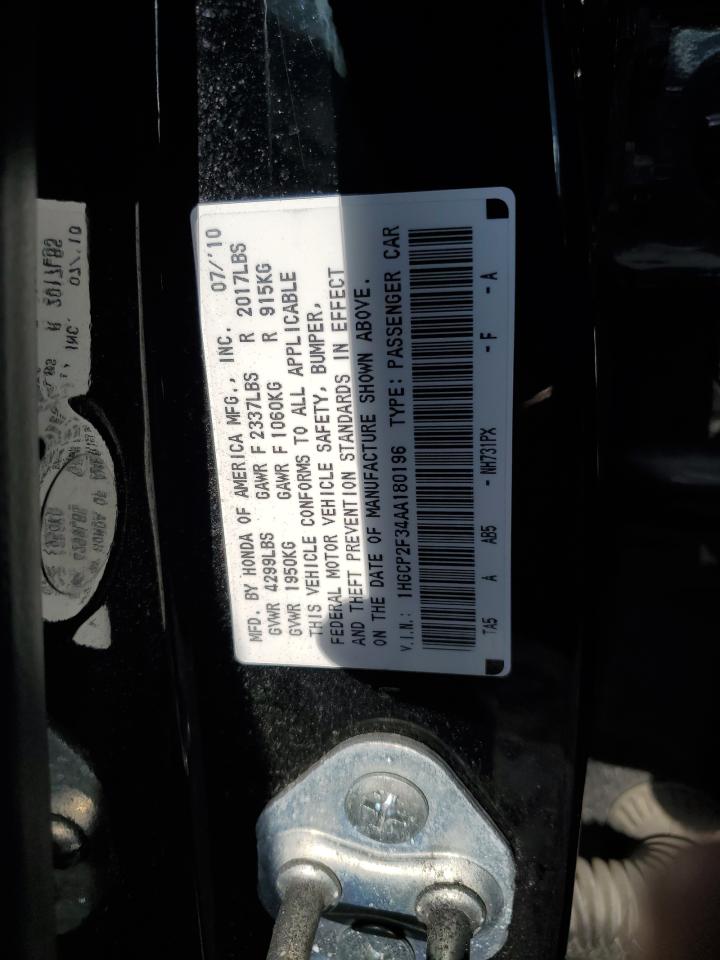 MFD. BY HONDA OF AMERICA MFG., INC. 07/'10
GVWR 4299LBS GAWR F 2337LBS R 2017LBS
GVWR 1950KG GAWR F 1060KG R 915KG
THIS VEHICLE CONFORMS TO ALL APPLICABLE
FEDERAL MOTOR VEHICLE SAFETY, BUMPER,
AND THEFT PREVENTION STANDARDS IN EFFECT
ON THE DATE OF MANUFACTURE SHOWN ABOVE.
V.I.N.: 1HGCP2F34AA180196 TYPE: PASSENGER CAR
TA5 A AB5 - NH731PX - F - A